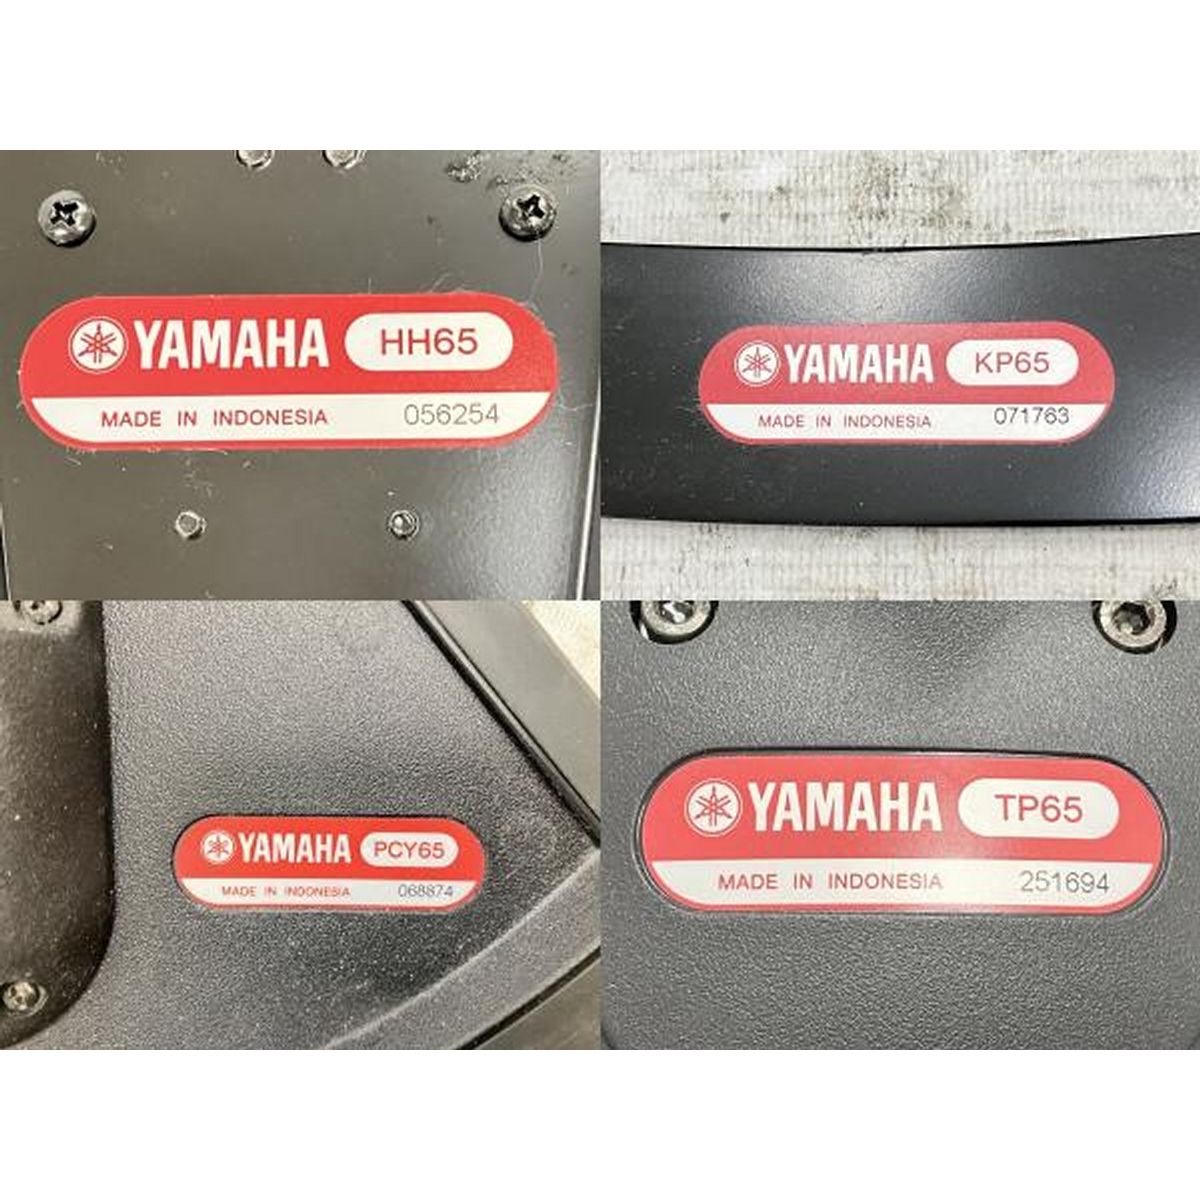 YAMAHA HH65
MADE IN INDONESIA 056254
YAMAHA KP65
MADE IN INDONESIA 071763
YAMAHA PCY65
MADE IN INDONESIA 068874
YAMAHA TP65
MADE IN INDONESIA 251694